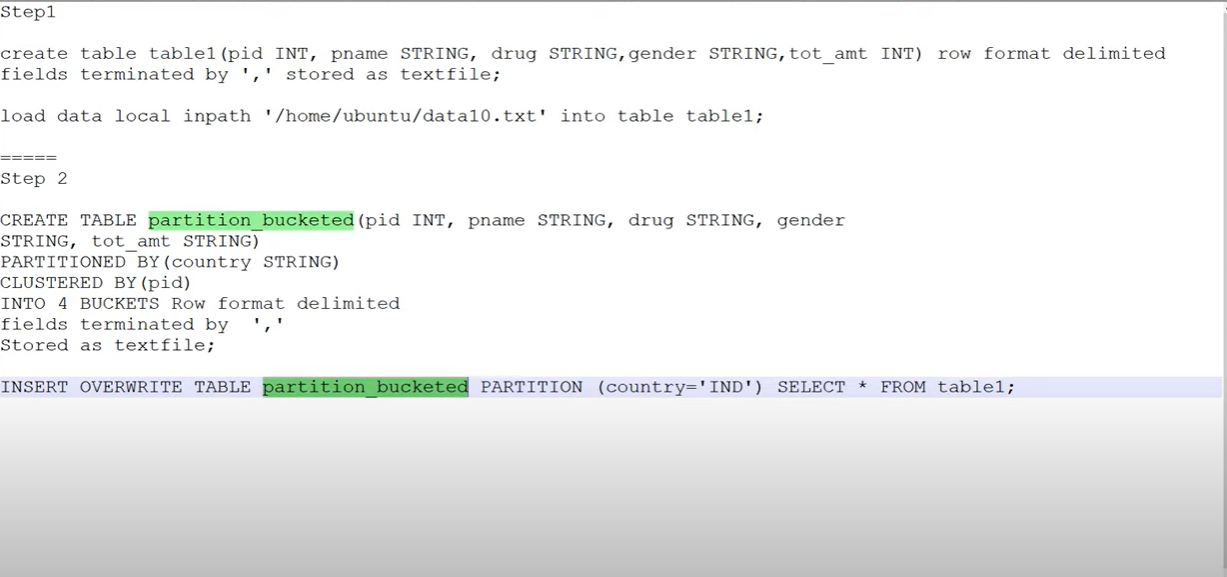 Step1
create table table1(pid INT, pname STRING, drug STRING,gender STRING,tot_amt INT) row format delimited
fields terminated by ',' stored as textfile;
load data local inpath '/home/ubuntu/data10.txt' into table table1;
=====
Step 2
CREATE TABLE partition_bucketed(pid INT, pname STRING, drug STRING, gender
STRING, tot_amt STRING)
PARTITIONED BY(country STRING)
CLUSTERED BY(pid)
INTO 4 BUCKETS Row format delimited
fields terminated by  ','
Stored as textfile;
INSERT OVERWRITE TABLE partition_bucketed PARTITION (country='IND') SELECT * FROM table1;